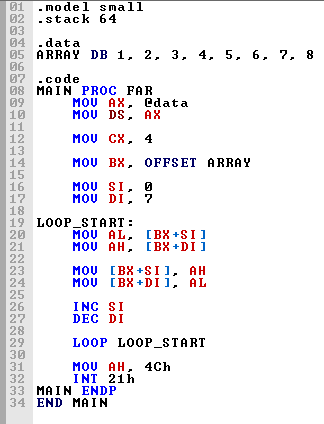 01 .model small
02 .stack 64
03
04 .data
05 ARRAY DB 1, 2, 3, 4, 5, 6, 7, 8
06
07 .code
08 MAIN PROC FAR
09     MOV AX, @data
10     MOV DS, AX
11
12     MOV CX, 4
13
14     MOV BX, OFFSET ARRAY
15
16     MOV SI, 0
17     MOV DI, 7
18
19 LOOP_START:
20     MOV AL, [BX+SI]
21     MOV AH, [BX+DI]
22
23     MOV [BX+SI], AH
24     MOV [BX+DI], AL
25
26     INC SI
27     DEC DI
28
29     LOOP LOOP_START
30
31     MOV AH, 4Ch
32     INT 21h
33 MAIN ENDP
34 END MAIN